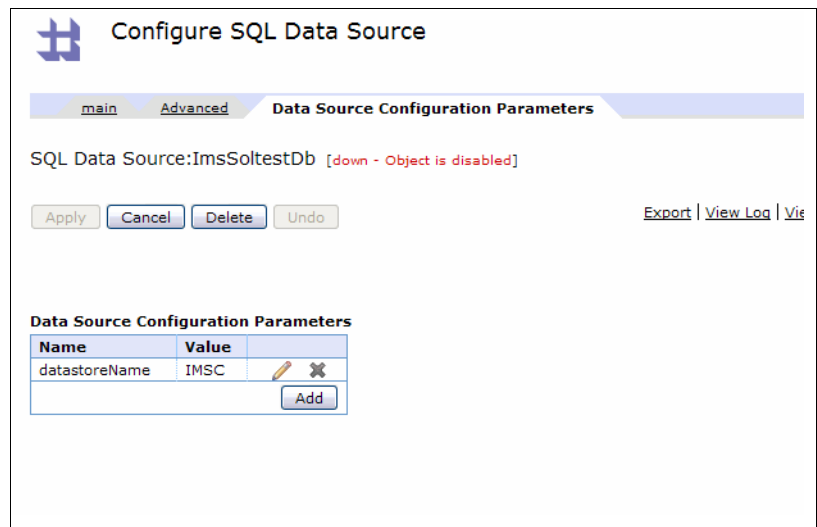 Configure SQL Data Source
main Advanced Data Source Configuration Parameters
SQL Data Source:ImsSoltestDb [down - Object is disabled]
Apply Cancel Delete Undo Export | View Log | Vie
Data Source Configuration Parameters
Name Value
datastoreName IMSC
Add